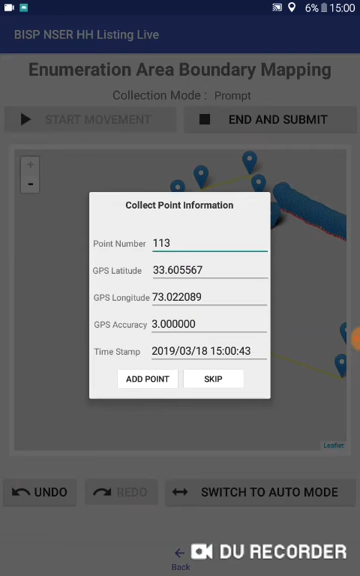 6% 15:00
BISP NSER HH Listing Live
Enumeration Area Boundary Mapping
Collection Mode : Prompt
START MOVEMENT
END AND SUBMIT
+
-
Collect Point Information
Point Number 113
GPS Latitude 33.605567
GPS Longitude 73.022089
GPS Accuracy 3.000000
Time Stamp 2019/03/18 15:00:43
ADD POINT SKIP
Leaflet
UNDO REDO SWITCH TO AUTO MODE
Back
DU RECORDER